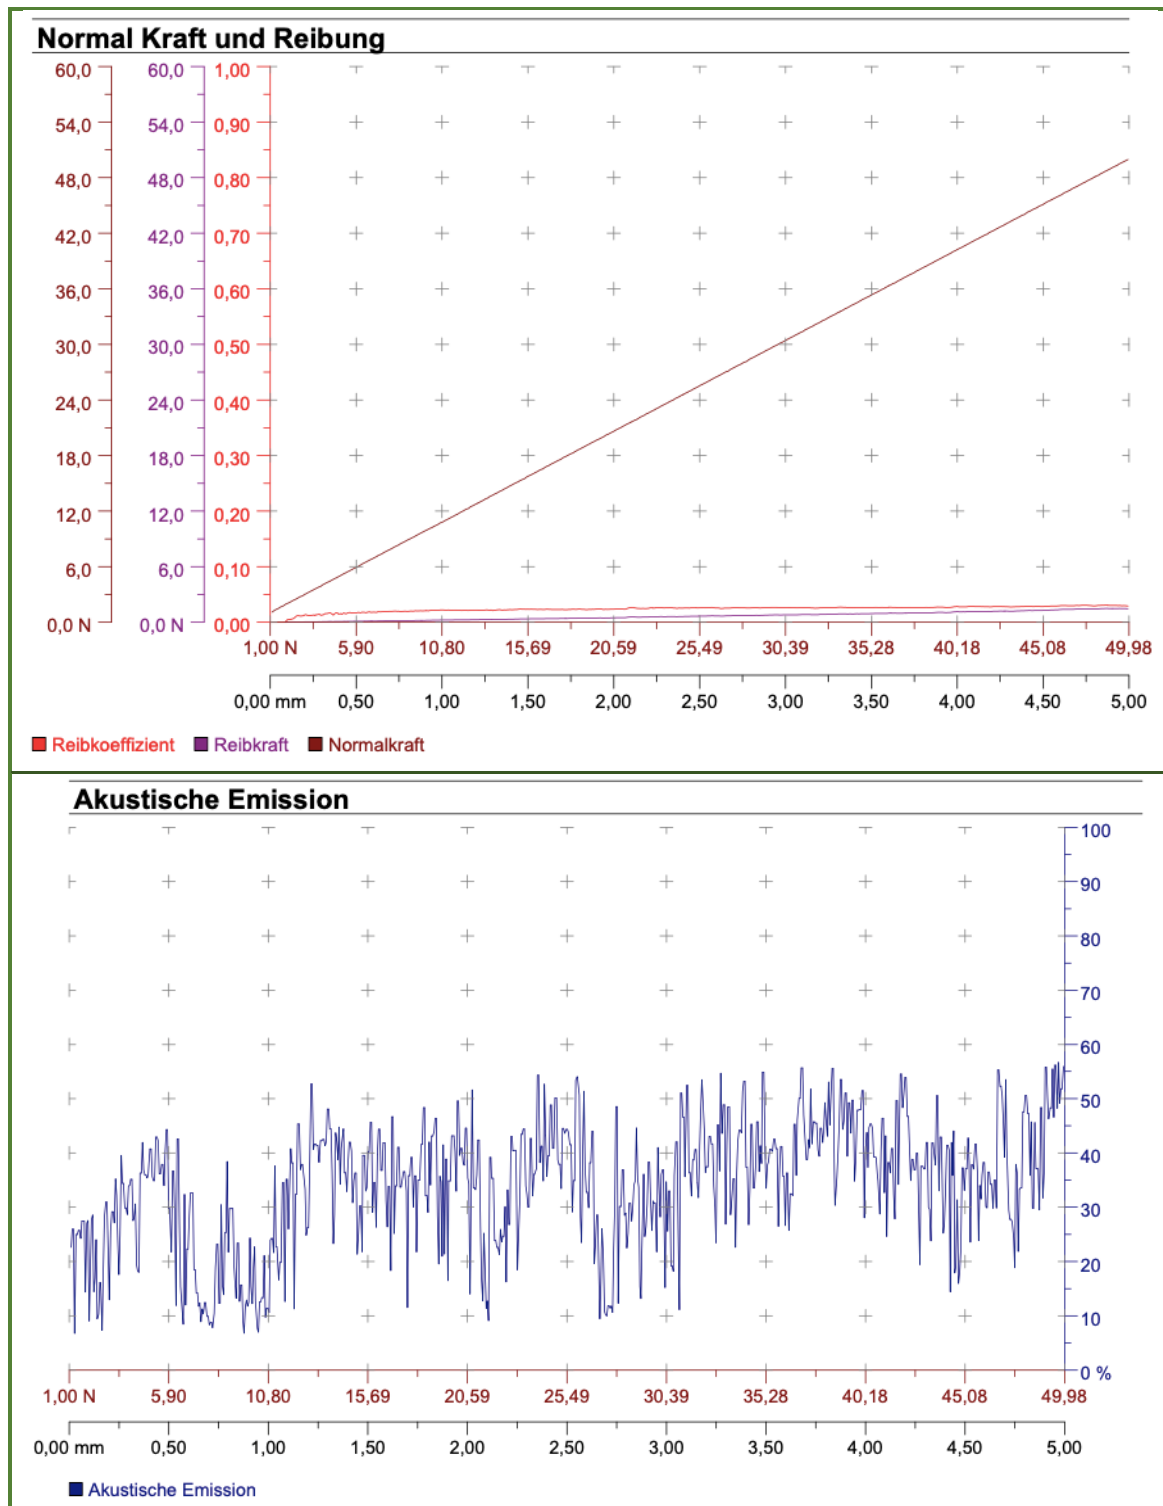 Normal Kraft und Reibung
60,0 60,0 1,00
54,0 54,0 0,90
48,0 48,0 0,80
42,0 42,0 0,70
36,0 36,0 0,60
30,0 30,0 0,50
24,0 24,0 0,40
18,0 18,0 0,30
12,0 12,0 0,20
6,0 6,0 0,10
0,0 N 0,0 N 0,00
1,00 N 5,90 10,80 15,69 20,59 25,49 30,39 35,28 40,18 45,08 49,98
0,00 mm 0,50 1,00 1,50 2,00 2,50 3,00 3,50 4,00 4,50 5,00
Reibkoeffizient Reibkraft Normalkraft
Akustische Emission
100
90
80
70
60
50
40
30
20
10
0 %
1,00 N 5,90 10,80 15,69 20,59 25,49 30,39 35,28 40,18 45,08 49,98
0,00 mm 0,50 1,00 1,50 2,00 2,50 3,00 3,50 4,00 4,50 5,00
Akustische Emission